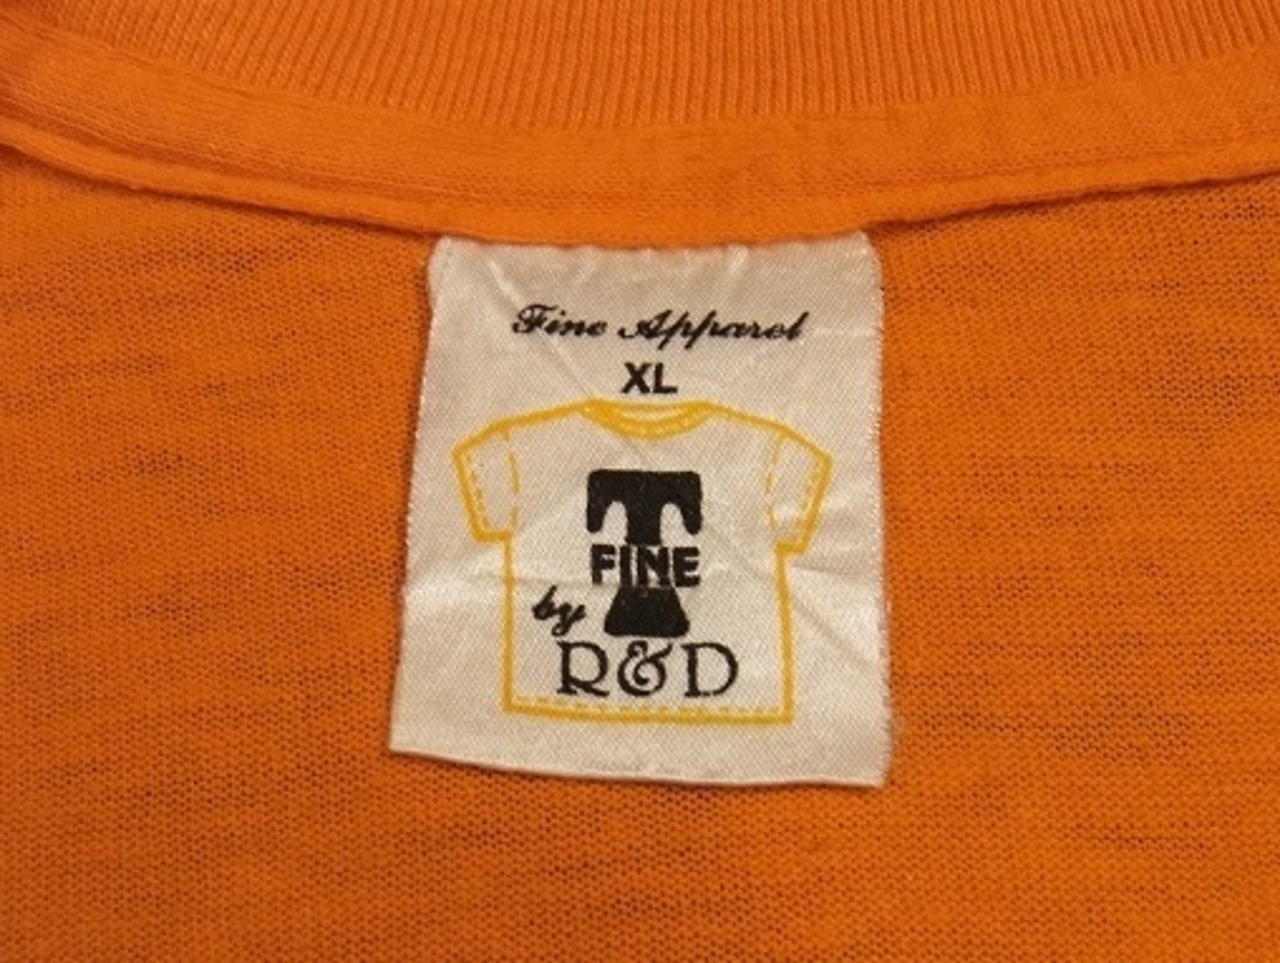 Fine Apparel
XL
T
FINE
by
R&D